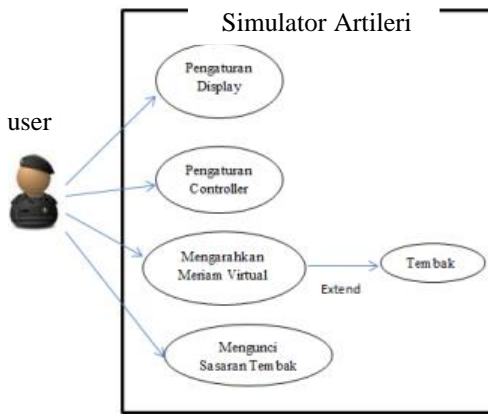 Simulator Artileri
user
Pengaturan
Display
Pengaturan
Controller
Mengarahkan
Meriam Virtual
Extend
Tembak
Mengunci
Sasaran Tembak